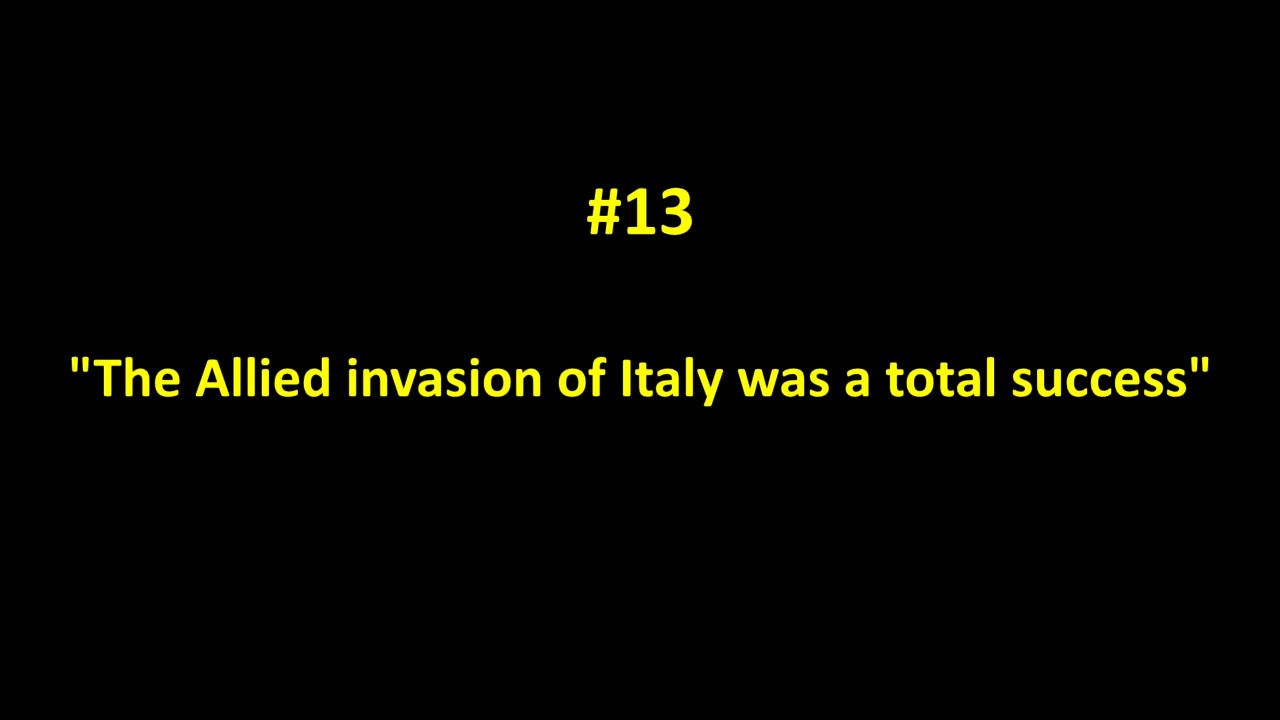 #13
"The Allied invasion of Italy was a total success"